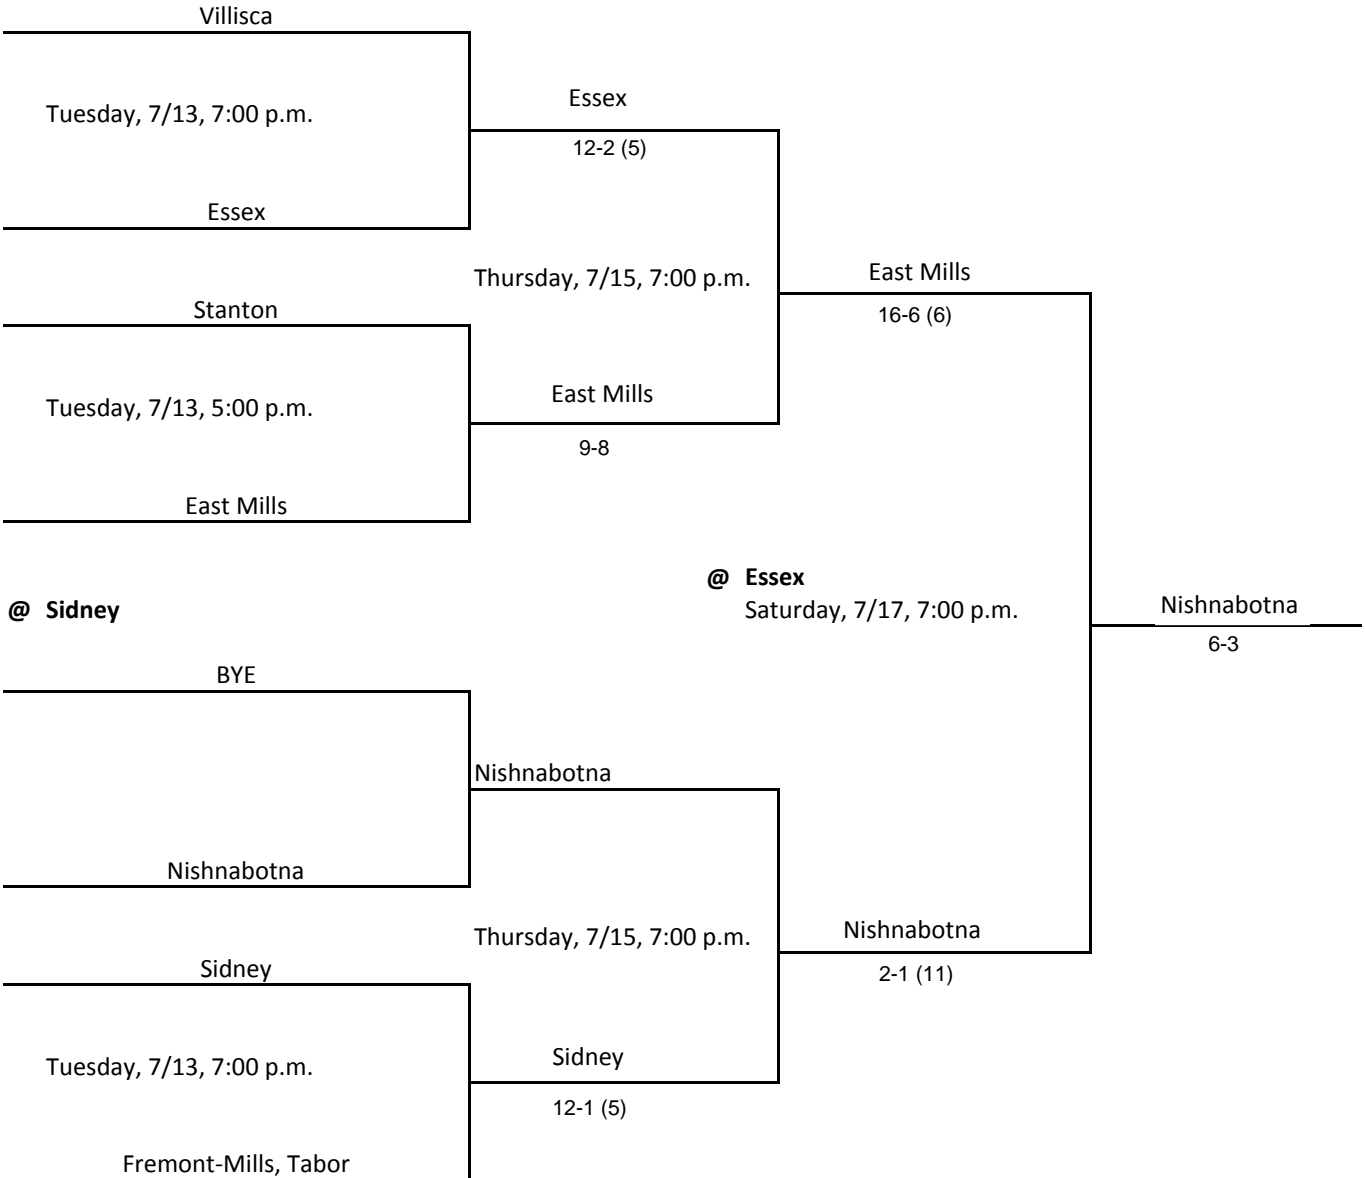 Villisca
Tuesday, 7/13, 7:00 p.m.
Essex
12-2 (5)
Essex
Thursday, 7/15, 7:00 p.m.
East Mills
16-6 (6)
Stanton
Tuesday, 7/13, 5:00 p.m.
East Mills
9-8
East Mills
@ Essex
Saturday, 7/17, 7:00 p.m.
@ Sidney
Nishnabotna
6-3
BYE
Nishnabotna
Nishnabotna
Thursday, 7/15, 7:00 p.m.
Nishnabotna
2-1 (11)
Sidney
Tuesday, 7/13, 7:00 p.m.
Sidney
12-1 (5)
Fremont-Mills, Tabor